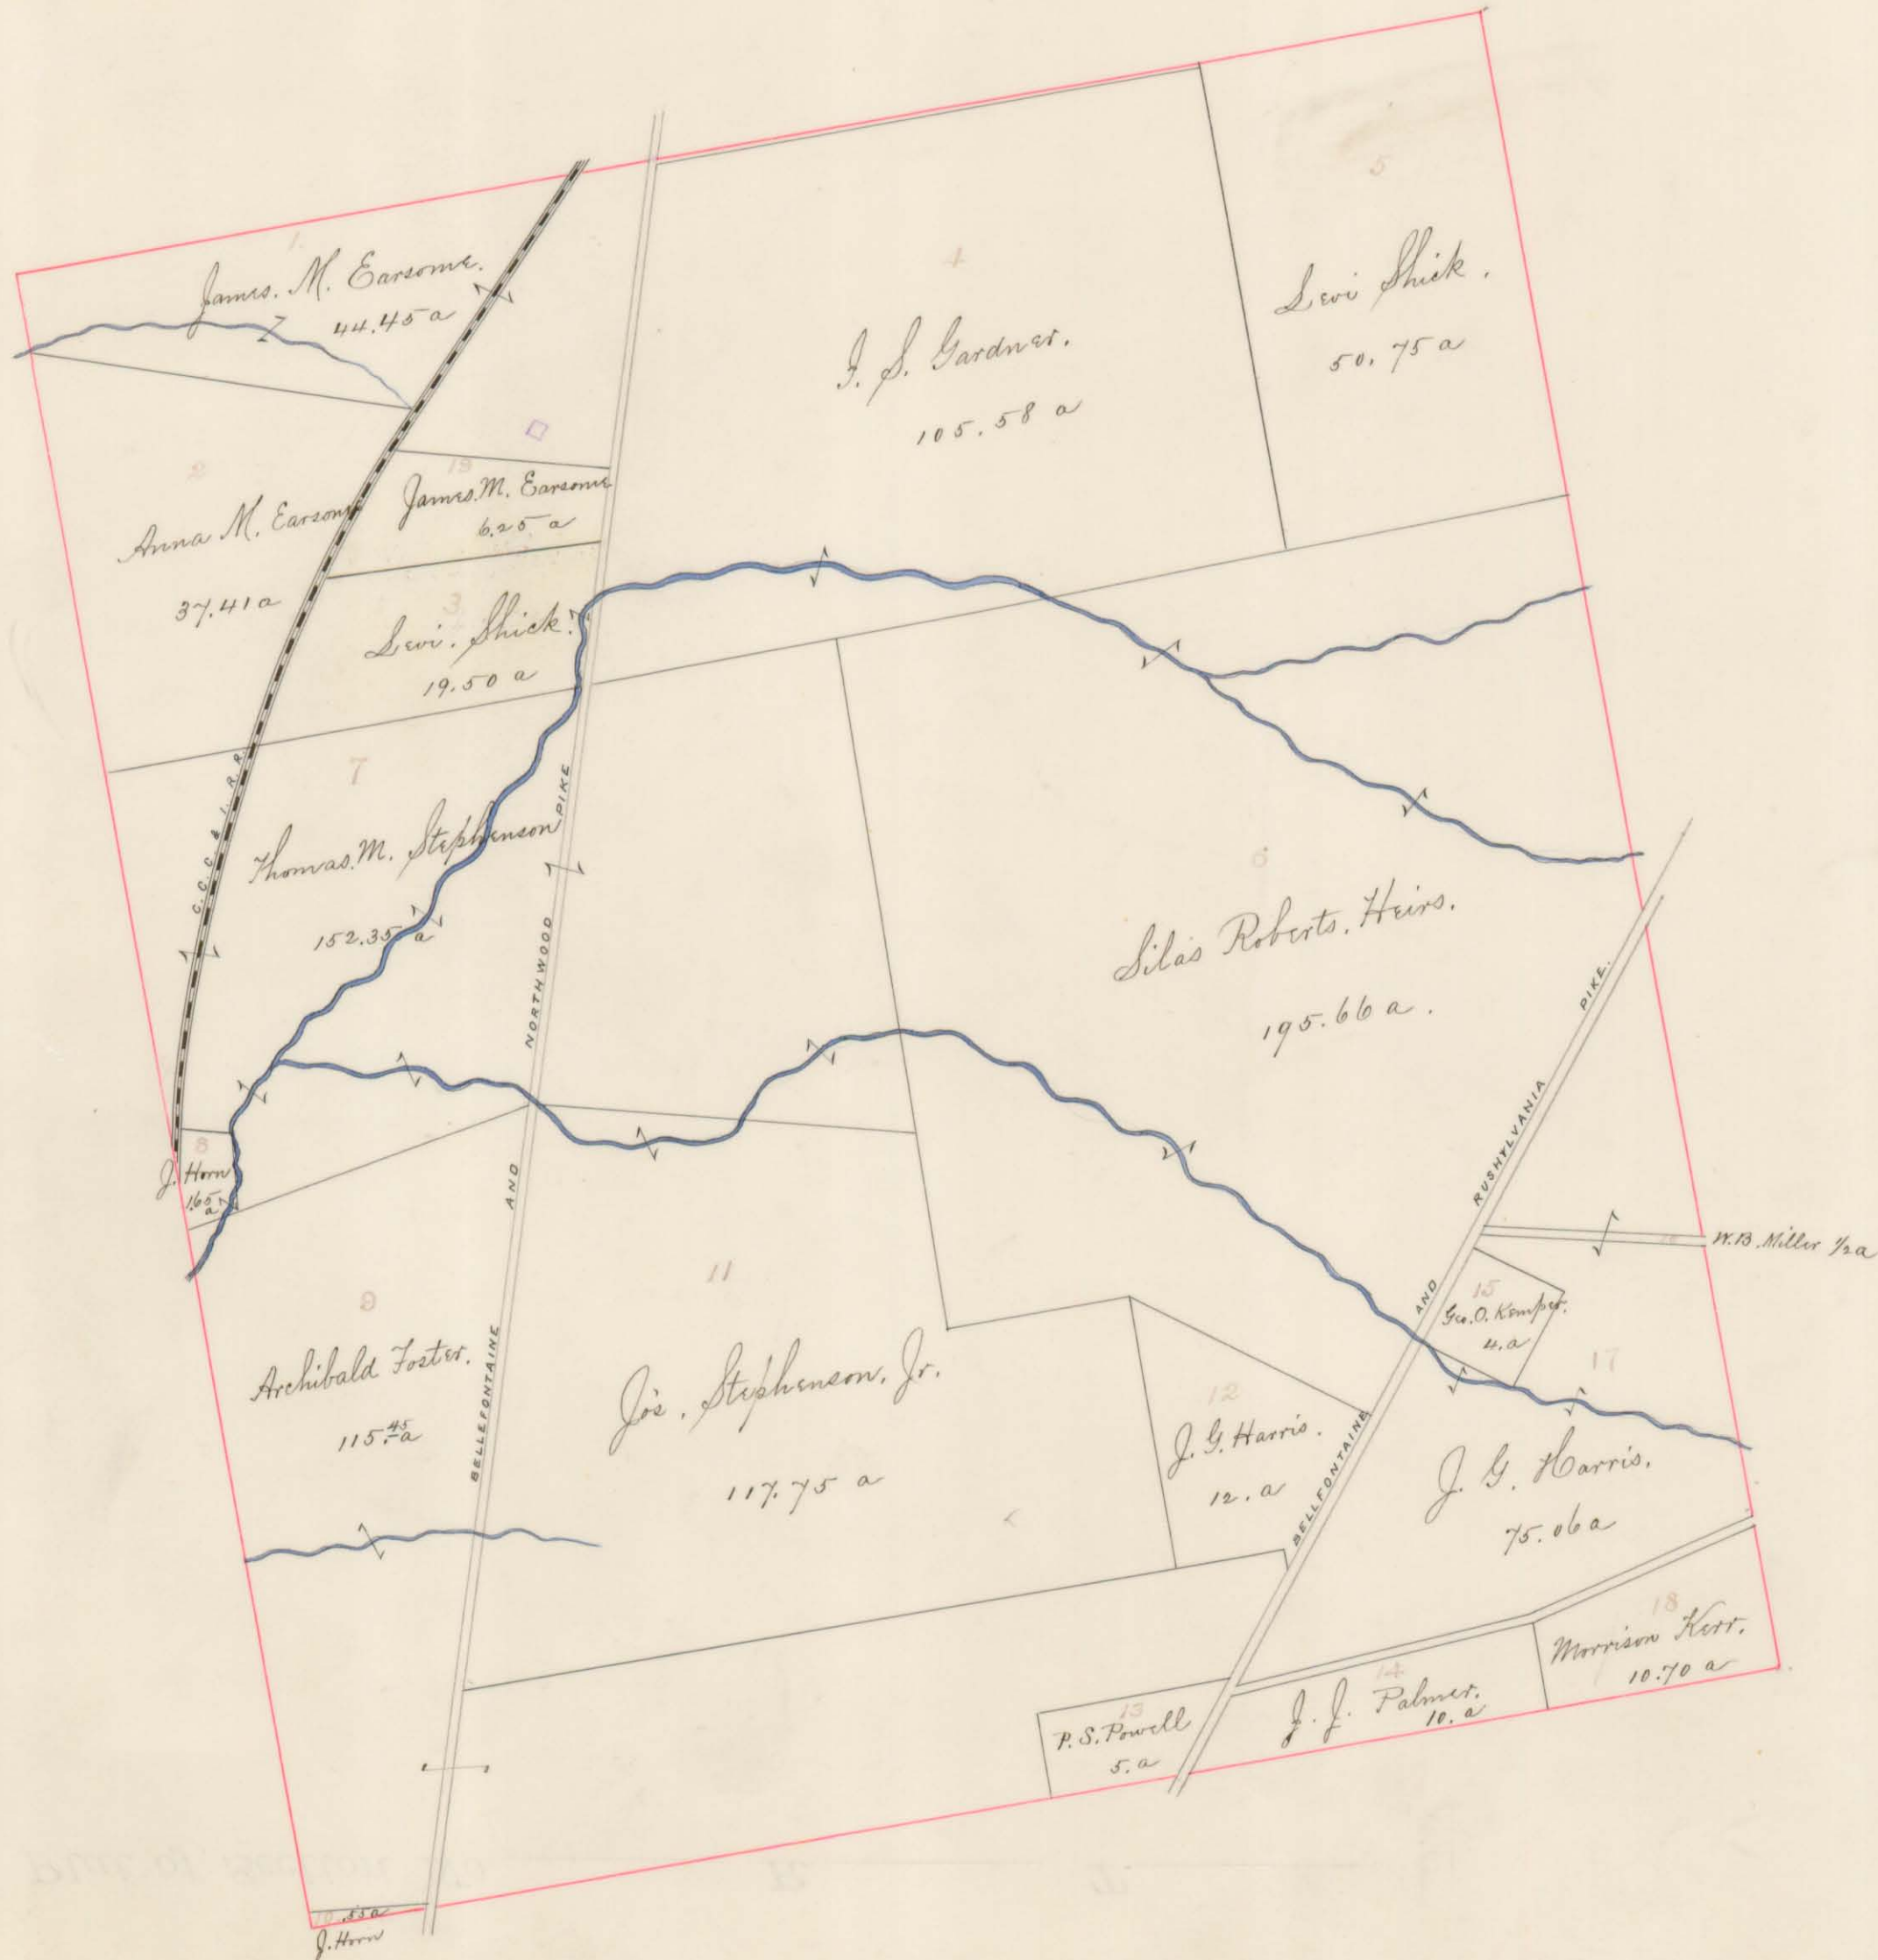 1.
James. M. Earsome.
44.45 a
4
I. S. Gardner.
105.58 a
5
Levi Shick.
50.75 a
2
Anna M. Earsome
37.41 a
19
James. M. Earsome
6.25 a
3
Levi. Shick.
19.50 a
C. C. C. & I. R. R.
7
Thomas. M. Stephenson
152.35 a
BELLEFONTAINE AND NORTHWOOD PIKE
6
Silas Roberts, Heirs.
195.66 a.
BELLFONTAINE AND RUSHYLVANIA PIKE.
8
J. Horn
1.65
a
W. B. Miller 1/2 a
9
Archibald Foster.
115.45 a
11
Jos. Stephenson, Jr.
117.75 a
12
J. G. Harris.
12. a
15
Geo. O. Kemper.
4. a
17
J. G. Harris.
75.06 a
13
P. S. Powell
5. a
14
J. J. Palmer.
10. a
18
Morrison Kerr.
10.70 a
10
.55 a
J. Horn